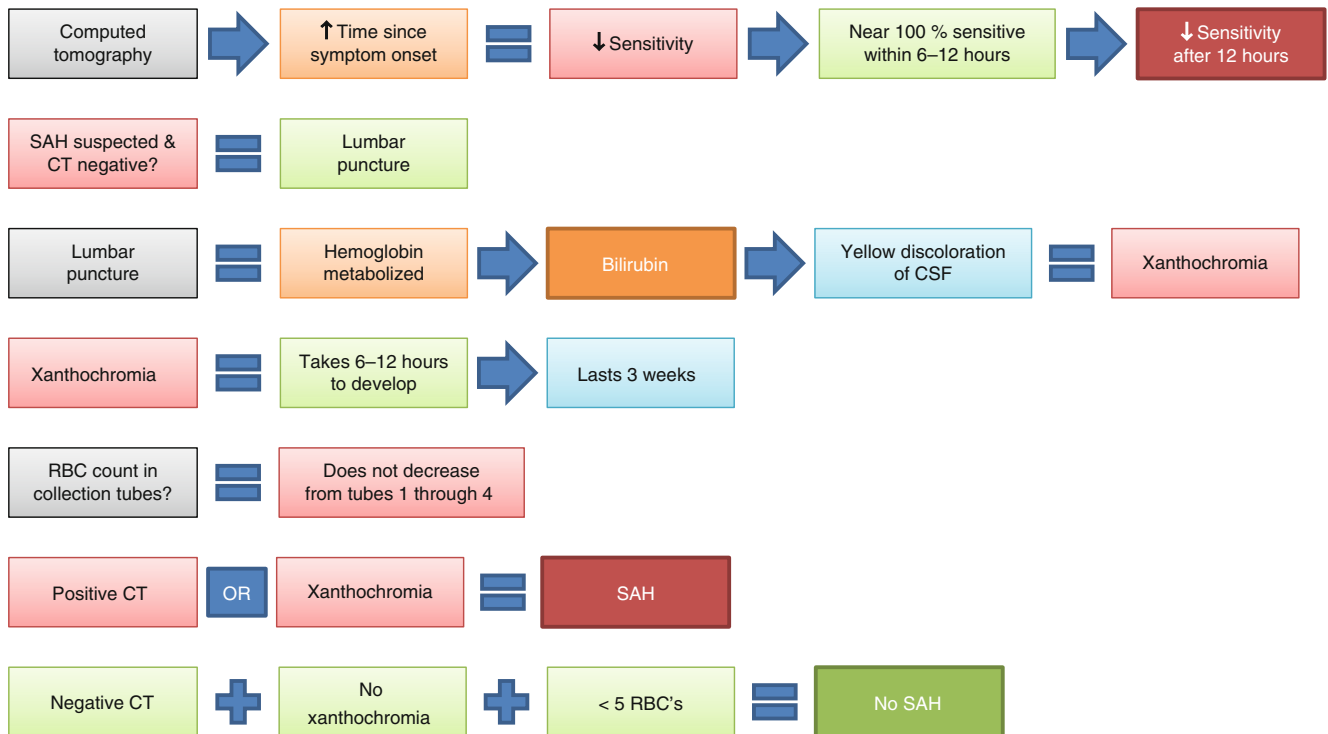 Computed
tomography
↑ Time since
symptom onset
↓ Sensitivity
Near 100 % sensitive
within 6–12 hours
↓ Sensitivity
after 12 hours
SAH suspected &
CT negative?
Lumbar
puncture
Lumbar
puncture
Hemoglobin
metabolized
Bilirubin
Yellow discoloration
of CSF
Xanthochromia
Xanthochromia
Takes 6–12 hours
to develop
Lasts 3 weeks
RBC count in
collection tubes?
Does not decrease
from tubes 1 through 4
Positive CT
OR
Xanthochromia
SAH
Negative CT
No
xanthochromia
< 5 RBC's
No SAH